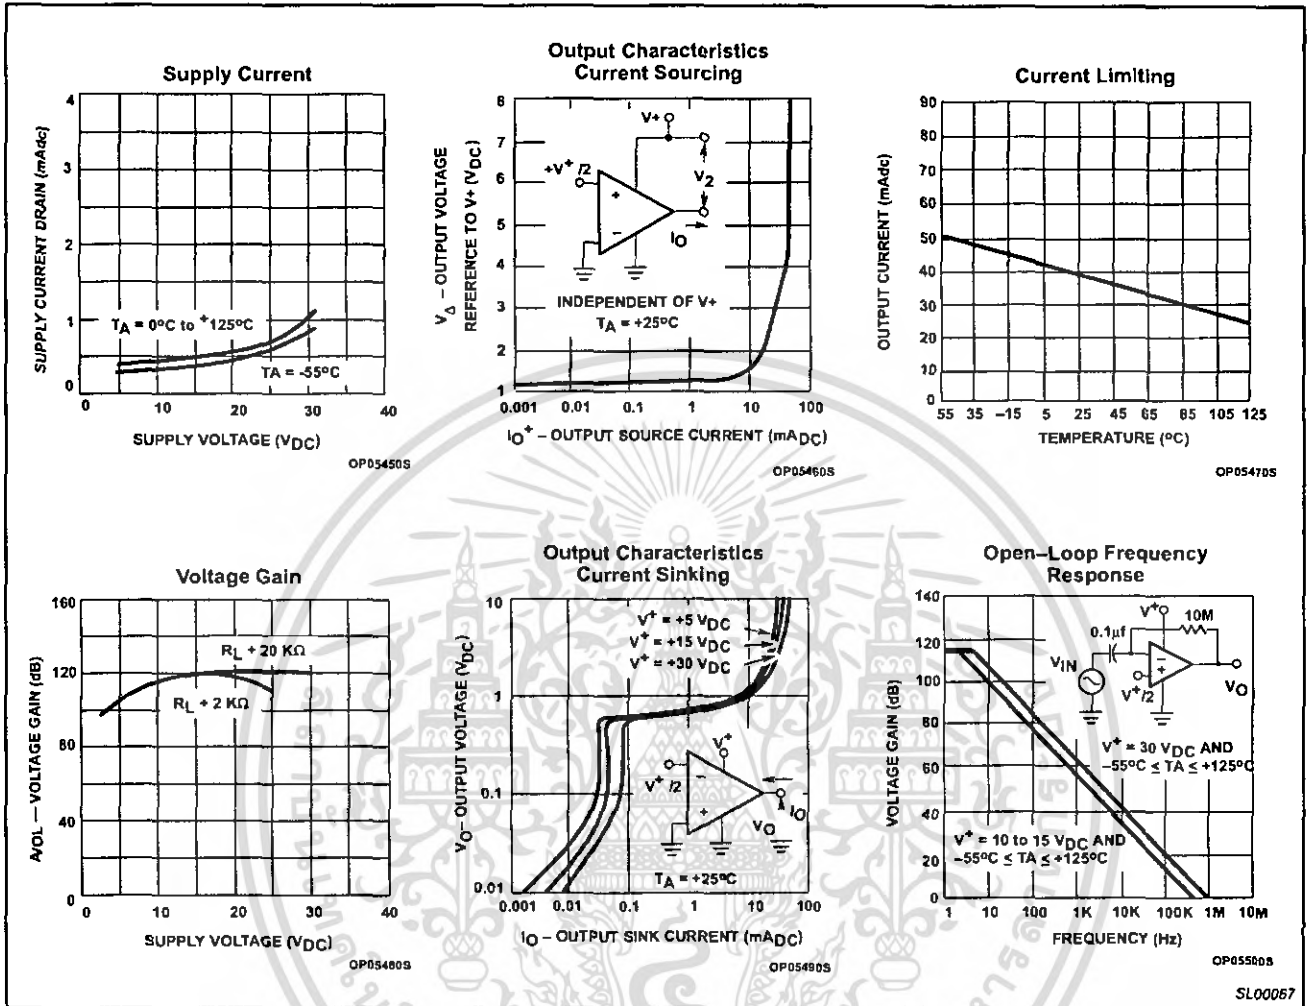 Supply Current
4
3
2
1
0
SUPPLY CURRENT DRAIN (mAdc)
TA = 0°C to +125°C
TA = -55°C
0 10 20 30 40
SUPPLY VOLTAGE (VDC)
OP05450S
Output Characteristics
Current Sourcing
8
7
6
5
4
3
2
1
V∆ – OUTPUT VOLTAGE
REFERENCE TO V+ (VDC)
V+
+V+/2
+
–
V2
IO
INDEPENDENT OF V+
TA = +25°C
0.001 0.01 0.1 1 10 100
IO+ – OUTPUT SOURCE CURRENT (mADC)
OP05460S
Current Limiting
90
80
70
60
50
40
30
20
10
0
OUTPUT CURRENT (mAdc)
55 35 –15 5 25 45 65 85 105 125
TEMPERATURE (°C)
OP05470S
Voltage Gain
160
120
80
40
0
AVOL — VOLTAGE GAIN (dB)
RL + 20 KΩ
RL + 2 KΩ
0 10 20 30 40
SUPPLY VOLTAGE (VDC)
OP05480S
Output Characteristics
Current Sinking
10
1
0.1
0.01
VO– OUTPUT VOLTAGE (VDC)
V+ = +5 VDC
V+ = +15 VDC
V+ = +30 VDC
V+
V+/2
–
+
IO
VO
TA = +25°C
0.001 0.01 0.1 1 10 100
IO – OUTPUT SINK CURRENT (mADC)
OP05490S
Open–Loop Frequency
Response
140
120
100
80
60
40
20
0
VOLTAGE GAIN (dB)
V+
10M
0.1µf
VIN
–
+
V+/2
VO
V+ = 30 VDC AND
-55°C ≤ TA ≤ +125°C
V+ = 10 to 15 VDC AND
-55°C ≤ TA ≤ +125°C
1 10 100 1K 10K 100K 1M 10M
FREQUENCY (Hz)
OP05500S
SL00067